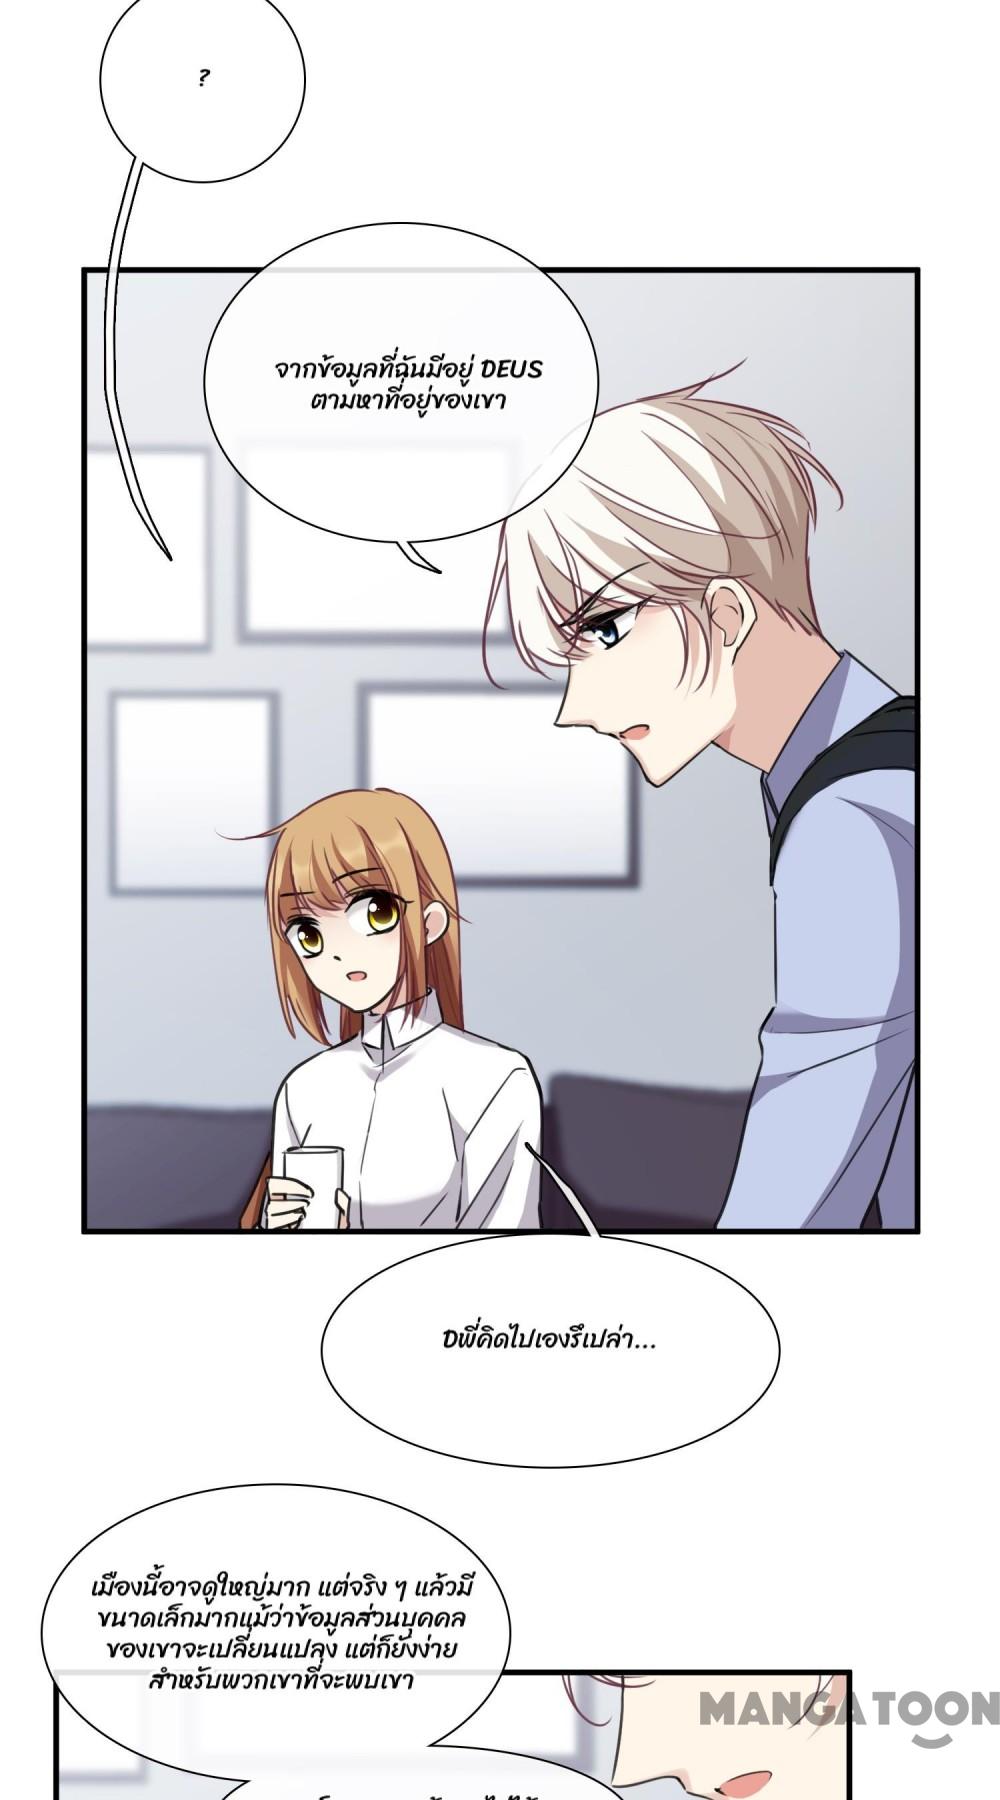 ?
จากข้อมูลที่ฉันมีอยู่ DEUS
ตามหาที่อยู่ของเขา
Dพี่คิดไปเองรึเปล่า...
เมืองนี้อาจดูใหญ่มาก แต่จริง ๆ แล้วมี
ขนาดเล็กมากแม้ว่าข้อมูลส่วนบุคคล
ของเขาจะเปลี่ยนแปลง แต่ก็ยังง่าย
สำหรับพวกเขาที่จะพบเขา
MANGATOON